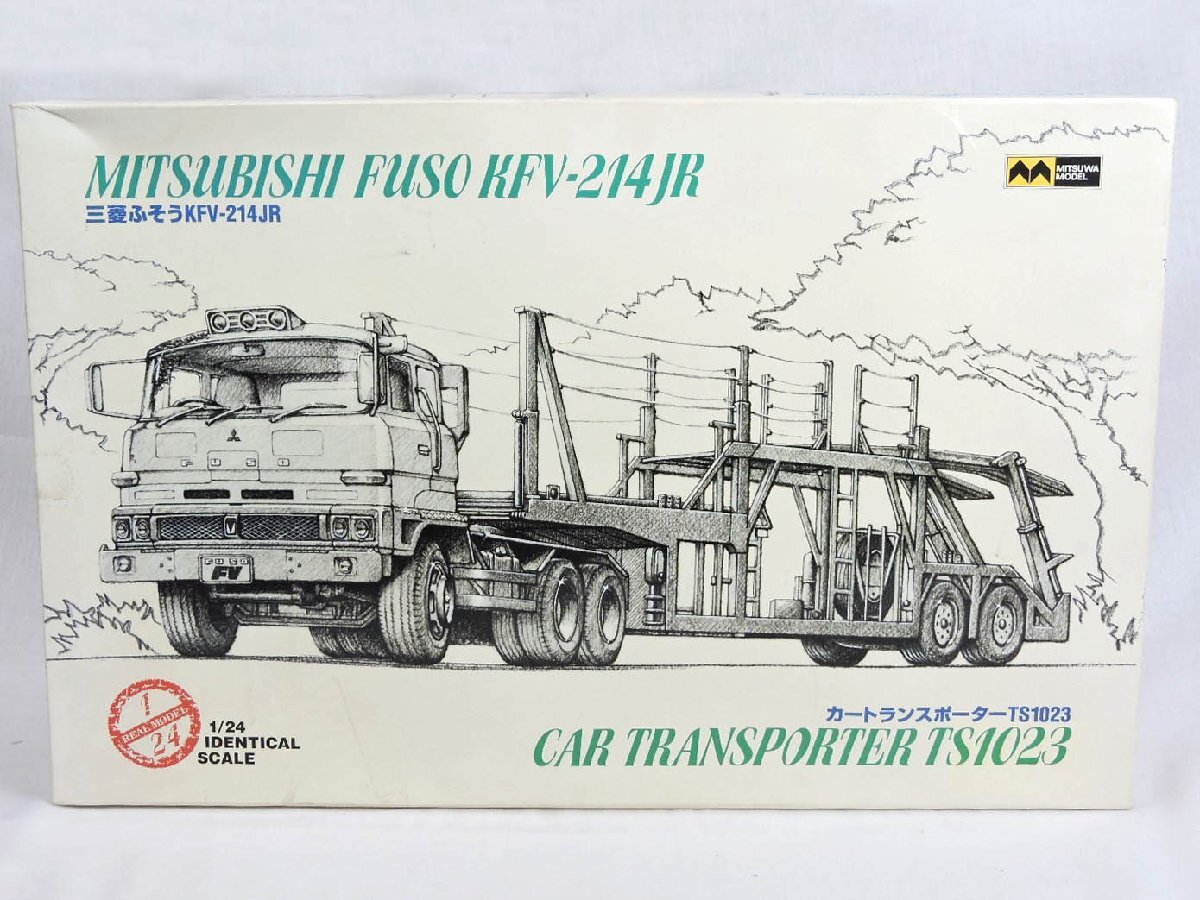 MITSUBISHI FUSO KFV-214JR
三菱ふそうKFV-214JR
MITSUWA
MODEL
FUSO
FUSO
FV
1
REAL MODEL
24
1/24
IDENTICAL
SCALE
カートランスポーターTS1023
CAR TRANSPORTER TS1023